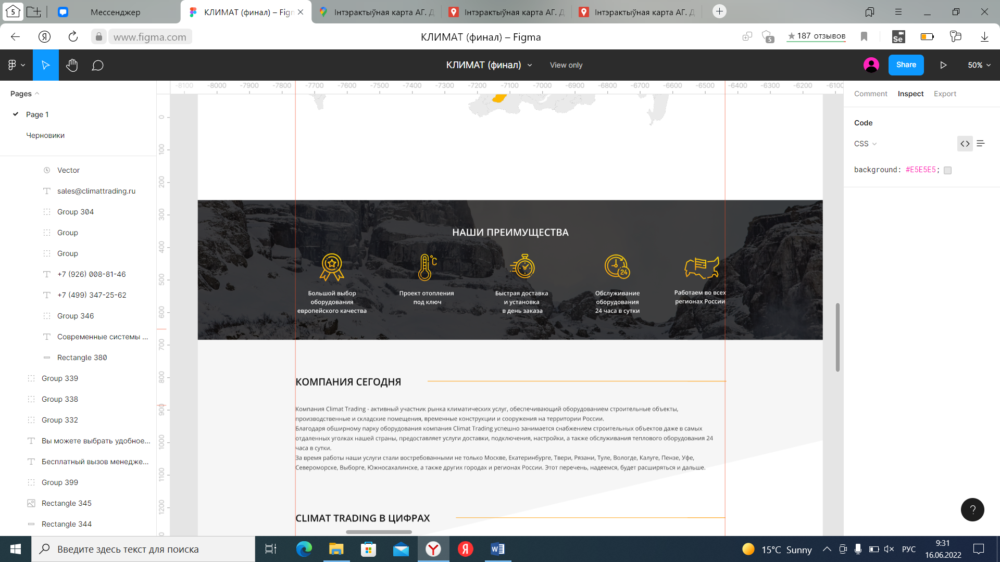 5
Мессенджер
КЛИМАТ (финал) – Figm
Інтэрактыўная карта АГ. Д
Інтэрактыўная карта АГ. Д
Інтэрактыўная карта АГ. Д
www.figma.com
КЛИМАТ (финал) – Figma
5
★187 отзывов
Se
КЛИМАТ (финал)
View only
Share
50%
Pages
Page 1
Черновики
Vector
sales@climattrading.ru
Group 304
Group
Group
+7 (926) 008-81-46
+7 (499) 347-25-62
Group 346
Современные системы ...
Rectangle 380
Group 339
Group 338
Group 332
Вы можете выбрать удобное...
Бесплатный вызов менедже...
Group 399
Rectangle 345
Rectangle 344
-8100 -8000 -7900 -7800 -7700 -7600 -7500 -7400 -7300 -7200 -7100 -7000 -6900 -6800 -6700 -6600 -6500 -6400 -6300 -6200 -6100
0
100
200
300
400
500
600
700
800
900
1000
1100
1200
НАШИ ПРЕИМУЩЕСТВА
°C
24
Большой выбор
оборудования
европейского качества
Проект отопления
под ключ
Быстрая доставка
и установка
в день заказа
Обслуживание
оборудования
24 часа в сутки
Работаем во всех
регионах России
КОМПАНИЯ СЕГОДНЯ
Компания Climat Trading - активный участник рынка климатических услуг, обеспечивающий оборудованием строительные объекты,
производственные и складские помещения, временные конструкции и сооружения на территории России.
Благодаря обширному парку оборудования компания Climat Trading успешно занимается снабжением строительных объектов даже в самых
отдаленных уголках нашей страны, предоставляет услуги доставки, подключения, настройки, а также обслуживания теплового оборудования 24
часа в сутки.
За время работы наши услуги стали востребованными не только Москве, Екатеринбурге, Твери, Рязани, Туле, Вологде, Калуге, Пензе, Уфе,
Североморске, Выборге, Южносахалинске, а также других городах и регионах России. Этот перечень, надеемся, будет расширяться и дальше.
CLIMAT TRADING В ЦИФРАХ
Comment
Inspect
Export
Code
CSS
background: #E5E5E5;
?
Введите здесь текст для поиска
15°C Sunny
РУС
9:31
16.06.2022